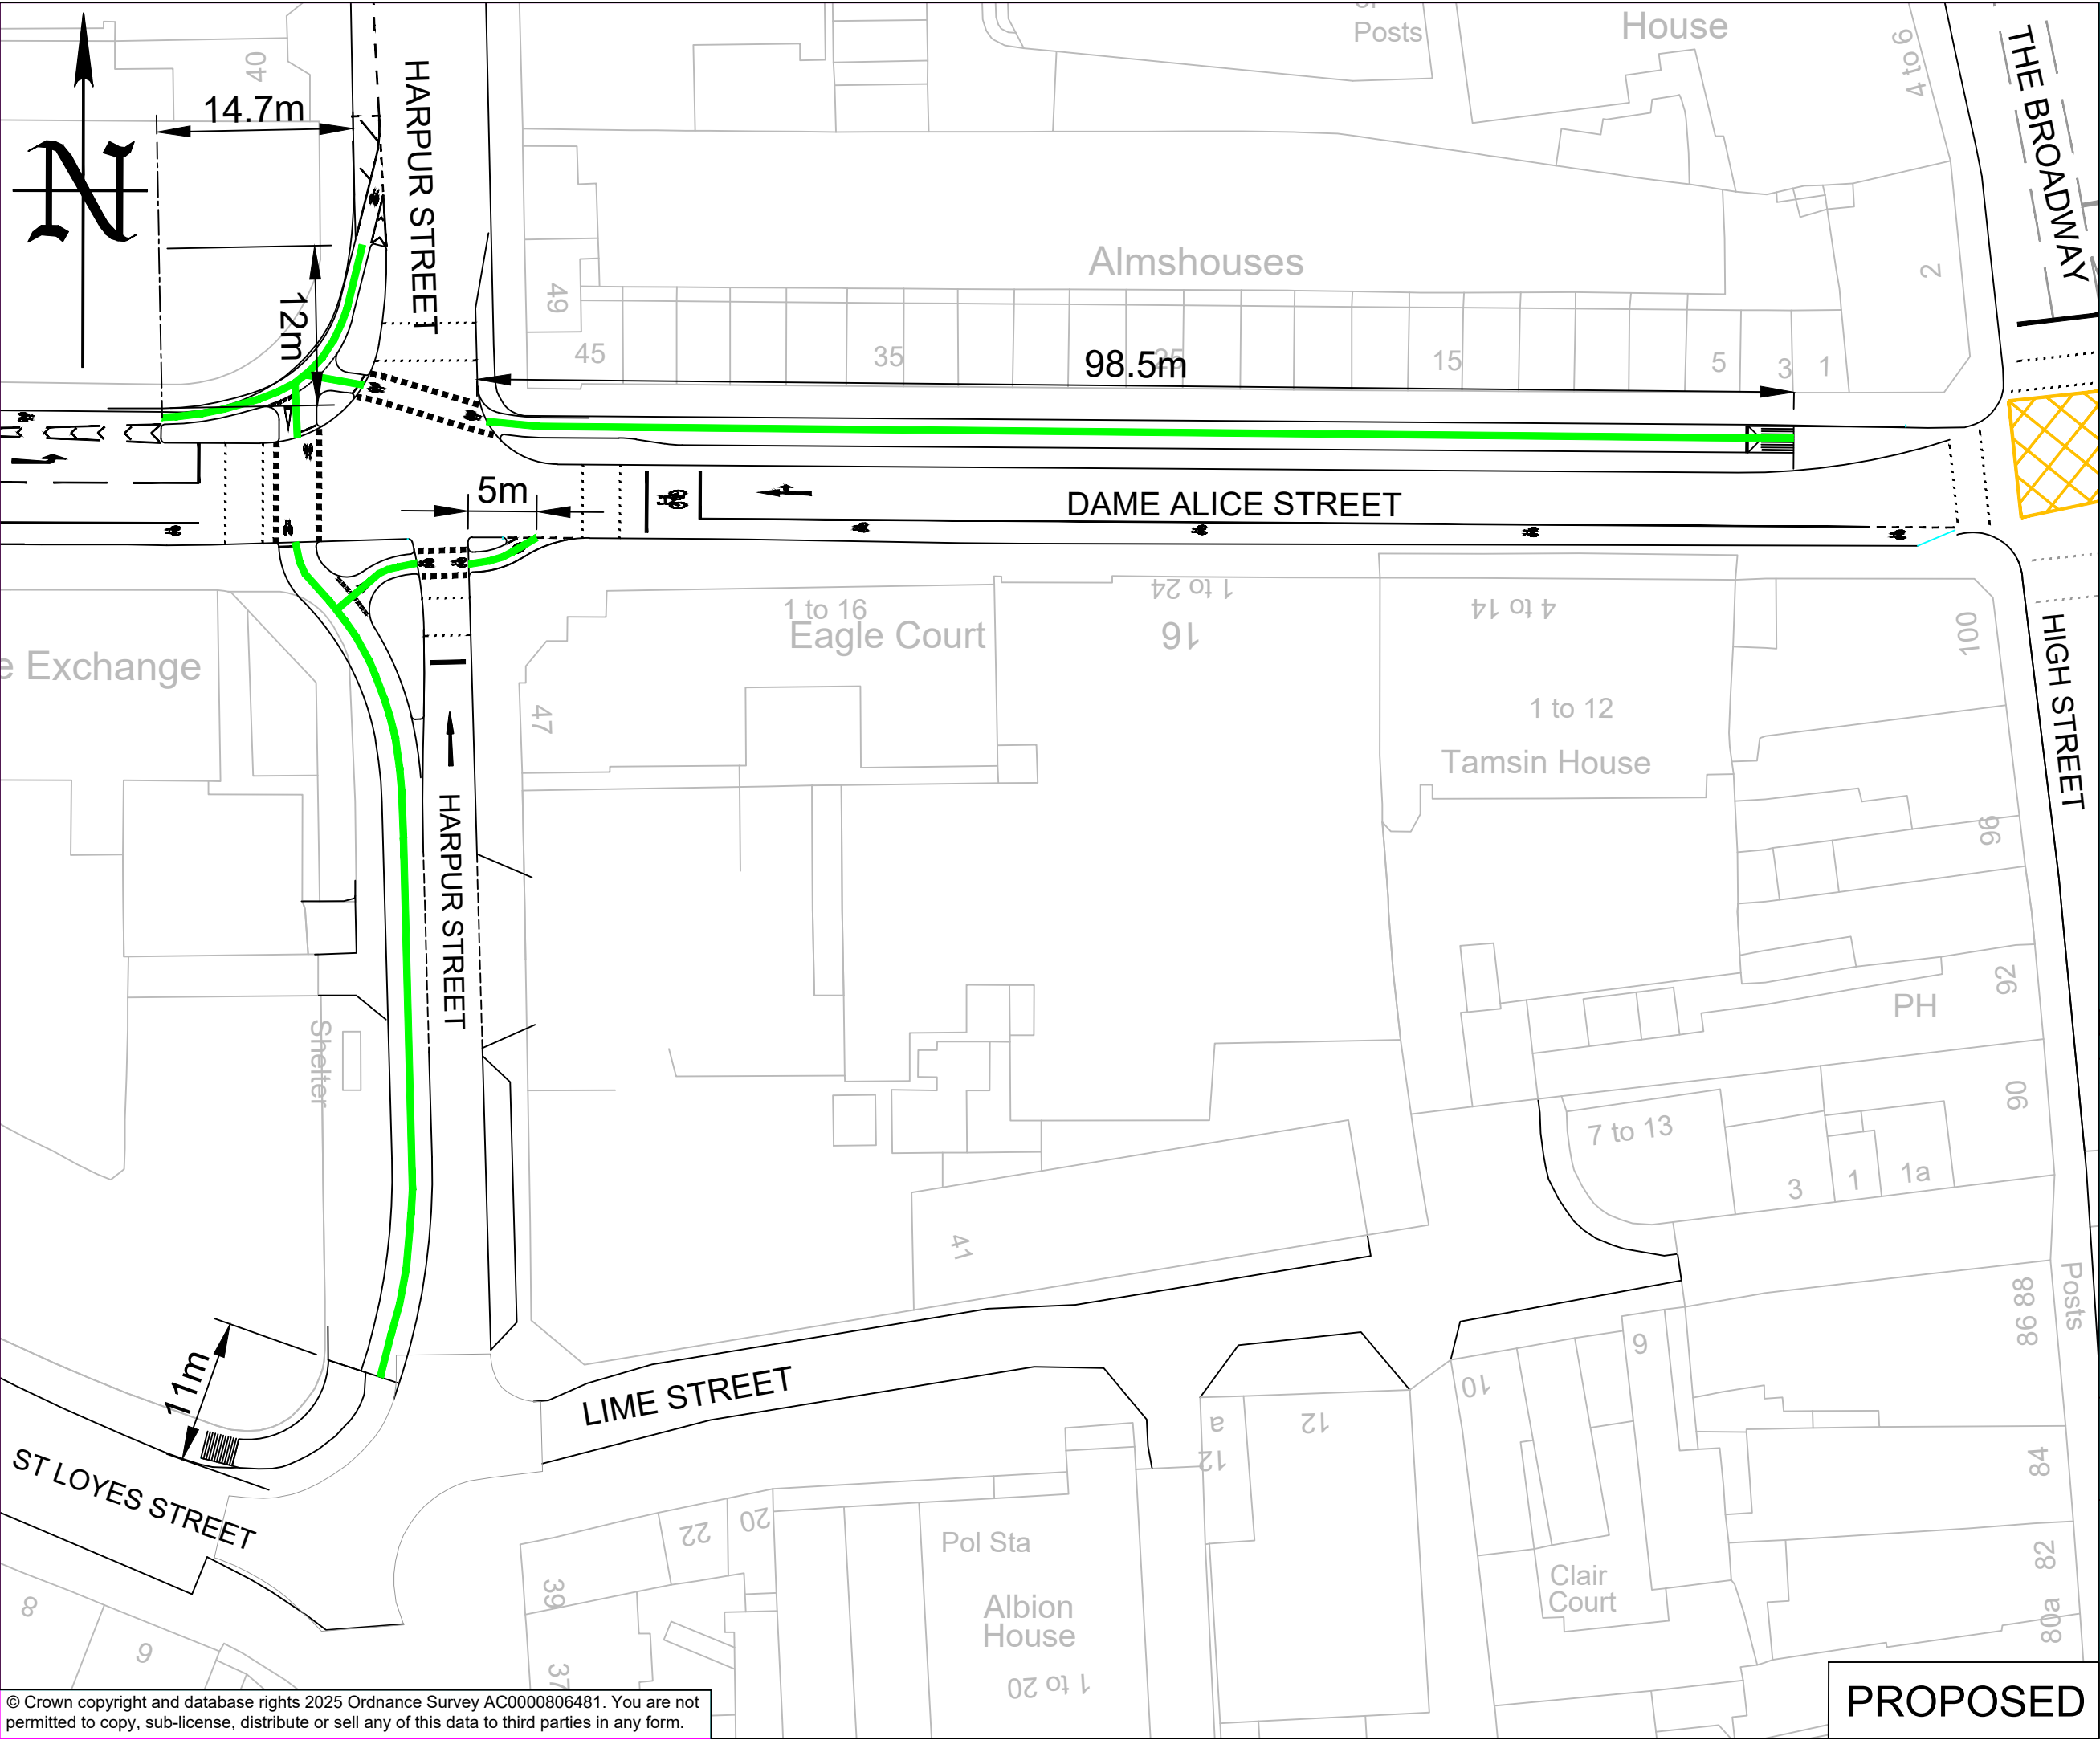 or
Posts
House
4 to 6
THE BROADWAY
40
14.7m
HARPUR STREET
N
Almshouses
2
12m
49
45
35
25
98.5m
15
5
3
1
5m
DAME ALICE STREET
1 to 16
Eagle Court
1 to 24
16
4 to 14
100
HIGH STREET
e Exchange
47
1 to 12
Tamsin House
HARPUR STREET
96
92
PH
Shelter
90
7 to 13
3
1
1a
41
Posts
86 88
11m
LIME STREET
6
10
12
a
12
ST LOYES STREET
84
22
20
Pol Sta
82
39
Clair
Court
Albion
House
80a
8
6
37
1 to 20
© Crown copyright and database rights 2025 Ordnance Survey AC0000806481. You are not
permitted to copy, sub-license, distribute or sell any of this data to third parties in any form.
PROPOSED